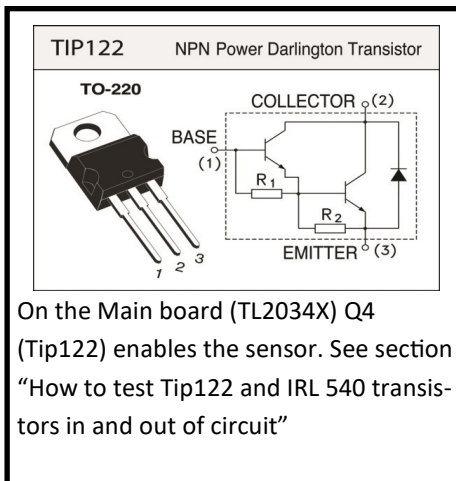 TIP122 NPN Power Darlington Transistor
TO-220
COLLECTOR (2)
BASE
(1)
R1
R2
EMITTER (3)
1 2 3
On the Main board (TL2034X) Q4
(Tip122) enables the sensor. See section
“How to test Tip122 and IRL 540 transis-
tors in and out of circuit”